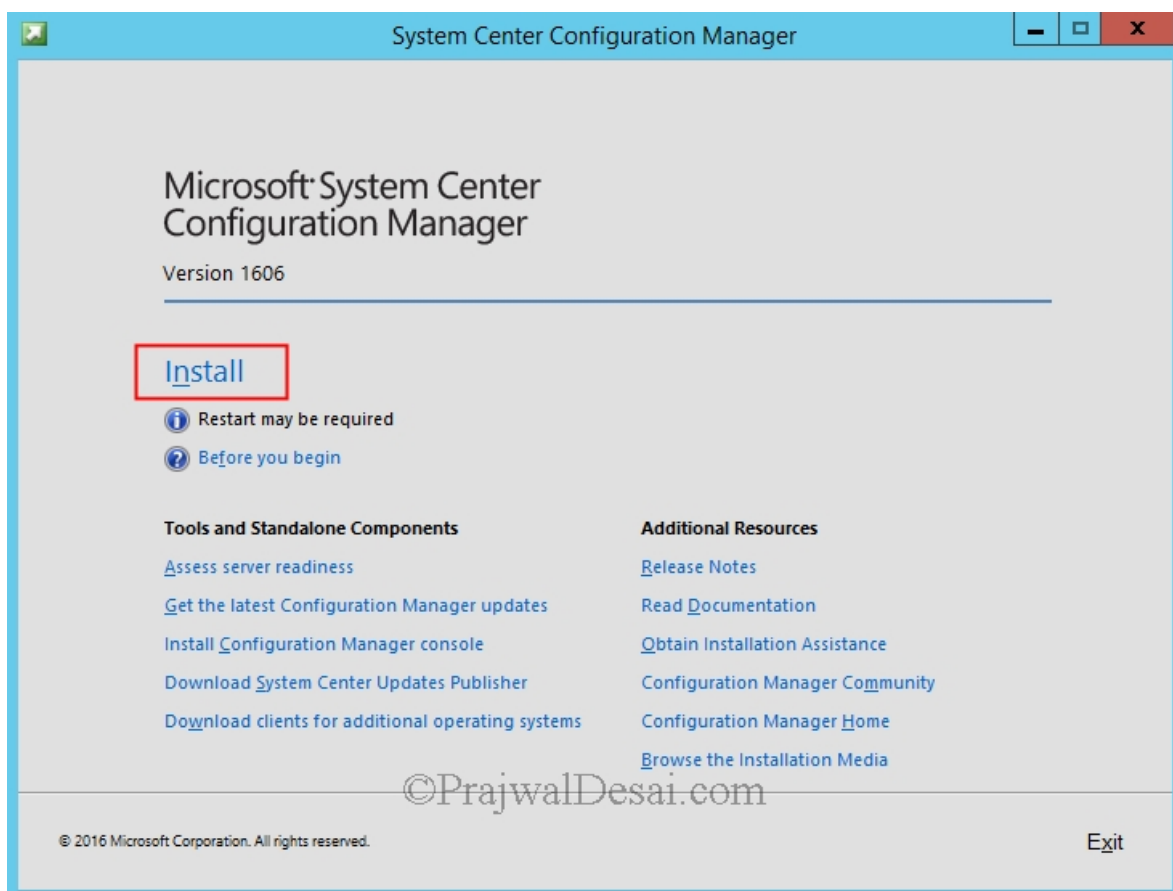 System Center Configuration Manager
Microsoft System Center
Configuration Manager
Version 1606
Install
Restart may be required
Before you begin
Tools and Standalone Components
Assess server readiness
Get the latest Configuration Manager updates
Install Configuration Manager console
Download System Center Updates Publisher
Download clients for additional operating systems
Additional Resources
Release Notes
Read Documentation
Obtain Installation Assistance
Configuration Manager Community
Configuration Manager Home
Browse the Installation Media
©PrajwalDesai.com
© 2016 Microsoft Corporation. All rights reserved.
Exit